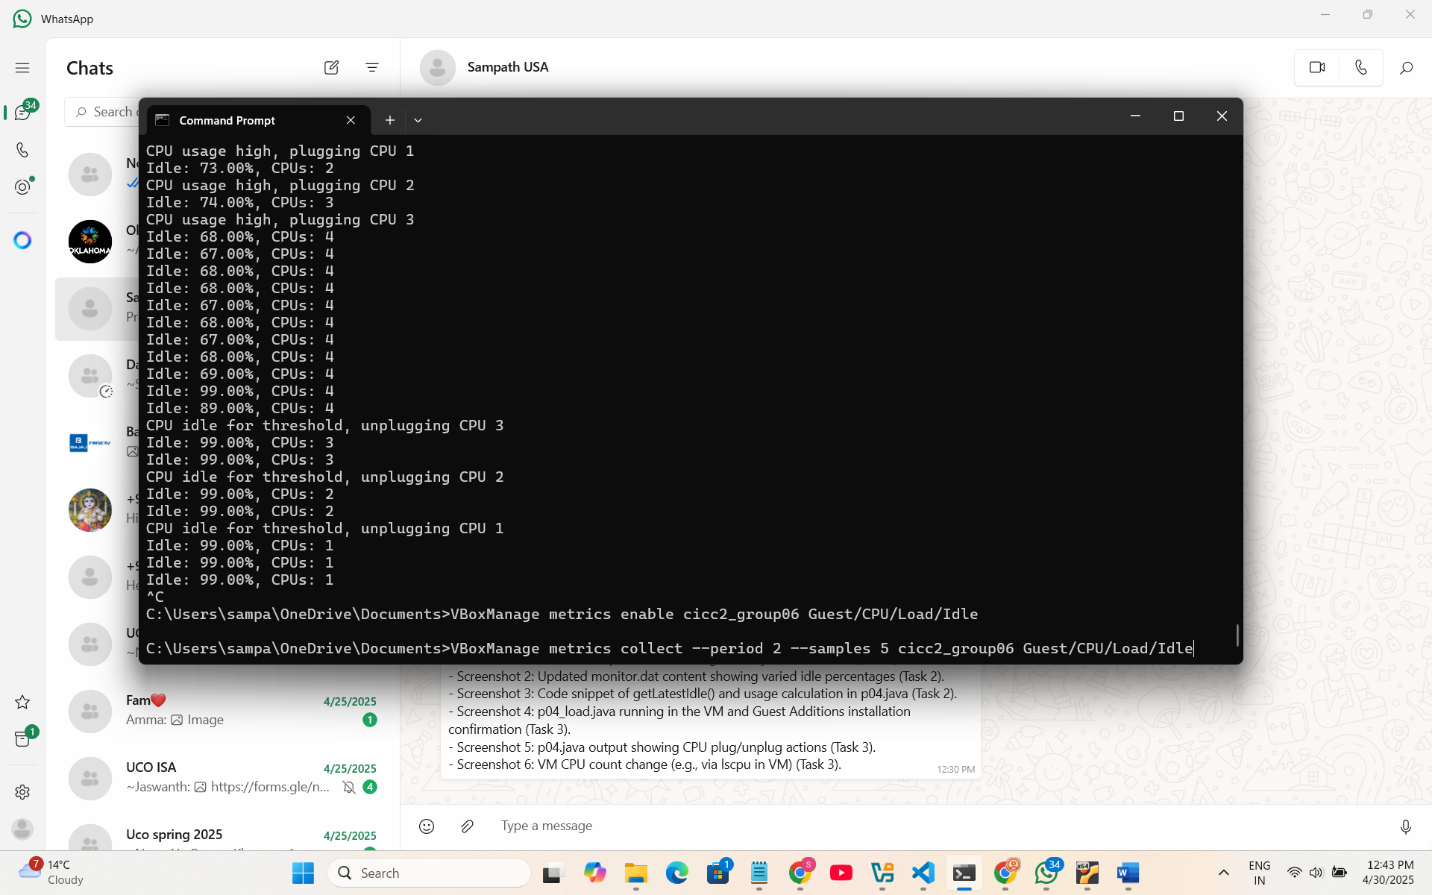 WhatsApp
Chats
Sampath USA
34
Search
Command Prompt
CPU usage high, plugging CPU 1
Idle: 73.00%, CPUs: 2
CPU usage high, plugging CPU 2
Idle: 74.00%, CPUs: 3
CPU usage high, plugging CPU 3
Idle: 68.00%, CPUs: 4
Idle: 67.00%, CPUs: 4
Idle: 68.00%, CPUs: 4
Idle: 68.00%, CPUs: 4
Idle: 67.00%, CPUs: 4
Idle: 68.00%, CPUs: 4
Idle: 67.00%, CPUs: 4
Idle: 68.00%, CPUs: 4
Idle: 69.00%, CPUs: 4
Idle: 99.00%, CPUs: 4
Idle: 89.00%, CPUs: 4
CPU idle for threshold, unplugging CPU 3
Idle: 99.00%, CPUs: 3
Idle: 99.00%, CPUs: 3
CPU idle for threshold, unplugging CPU 2
Idle: 99.00%, CPUs: 2
Idle: 99.00%, CPUs: 2
CPU idle for threshold, unplugging CPU 1
Idle: 99.00%, CPUs: 1
Idle: 99.00%, CPUs: 1
Idle: 99.00%, CPUs: 1
^C
C:\Users\sampa\OneDrive\Documents>VBoxManage metrics enable cicc2_group06 Guest/CPU/Load/Idle
C:\Users\sampa\OneDrive\Documents>VBoxManage metrics collect --period 2 --samples 5 cicc2_group06 Guest/CPU/Load/Idle
OKLAHOMA
- Screenshot 2: Updated monitor.dat content showing varied idle percentages (Task 2).
- Screenshot 3: Code snippet of getLatestIdle() and usage calculation in p04.java (Task 2).
- Screenshot 4: p04_load.java running in the VM and Guest Additions installation
confirmation (Task 3).
- Screenshot 5: p04.java output showing CPU plug/unplug actions (Task 3).
- Screenshot 6: VM CPU count change (e.g., via lscpu in VM) (Task 3).
12:30 PM
Fam❤️ 4/25/2025
Amma: Image 1
UCO ISA 4/25/2025
~Jaswanth: https://forms.gle/n... 4
Uco spring 2025 4/25/2025
1
Type a message
7
14°C
Cloudy
Search
1
S
34
ENG
IN
12:43 PM
4/30/2025